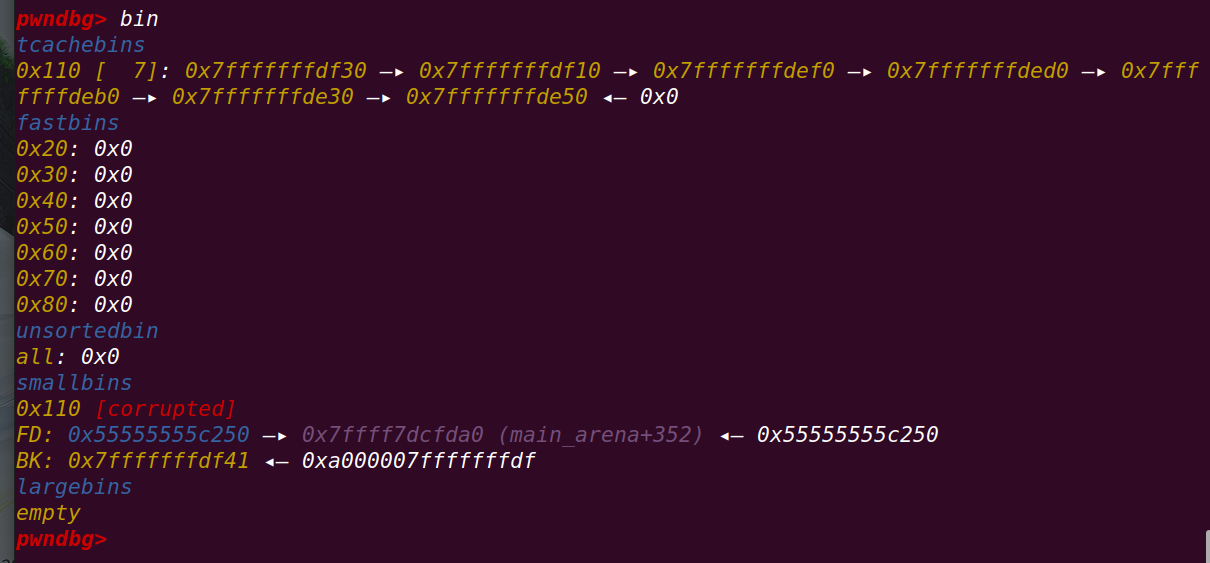 pwndbg> bin
tcachebins
0x110 [  7]: 0x7fffffffdf30 —▸ 0x7fffffffdf10 —▸ 0x7fffffffdef0 —▸ 0x7fffffffded0 —▸ 0x7fff
ffffdeb0 —▸ 0x7fffffffde30 —▸ 0x7fffffffde50 ◂— 0x0
fastbins
0x20: 0x0
0x30: 0x0
0x40: 0x0
0x50: 0x0
0x60: 0x0
0x70: 0x0
0x80: 0x0
unsortedbin
all: 0x0
smallbins
0x110 [corrupted]
FD: 0x55555555c250 —▸ 0x7ffff7dcfda0 (main_arena+352) ◂— 0x55555555c250
BK: 0x7fffffffdf41 ◂— 0xa000007fffffffdf
largebins
empty
pwndbg>